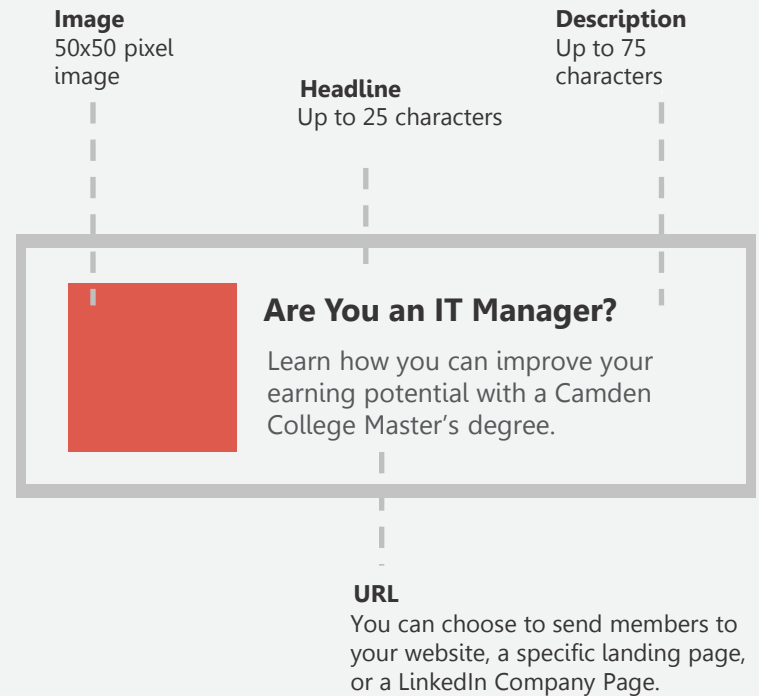 Image
50x50 pixel
image
Headline
Up to 25 characters
Description
Up to 75
characters
Are You an IT Manager?
Learn how you can improve your
earning potential with a Camden
College Master's degree.
URL
You can choose to send members to
your website, a specific landing page,
or a LinkedIn Company Page.